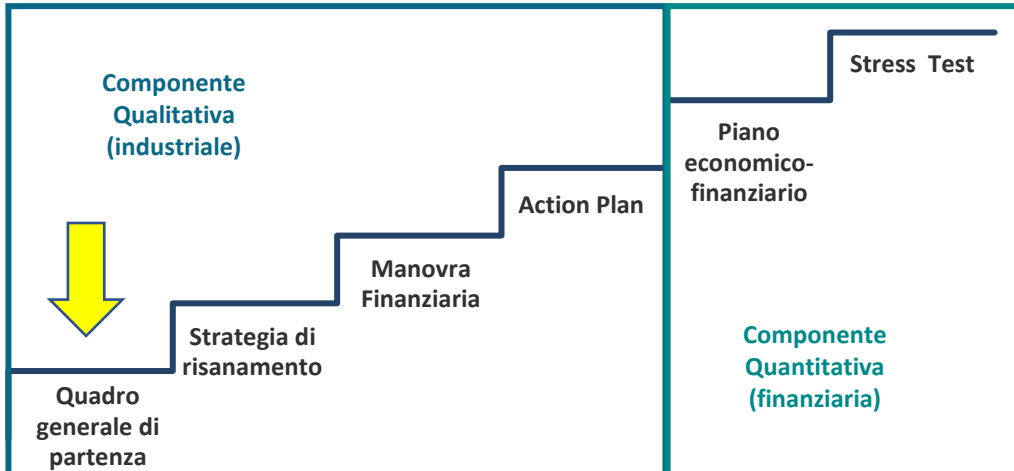 Componente
Qualitativa
(industriale)
Quadro
generale di
partenza
Strategia di
risanamento
Manovra
Finanziaria
Action Plan
Piano
economico-
finanziario
Stress Test
Componente
Quantitativa
(finanziaria)